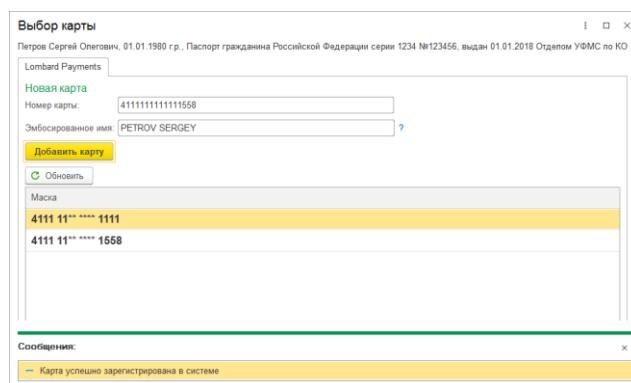 Выбор карты
Петров Сергей Олегович, 01.01.1980 г.р., Паспорт гражданина Российской Федерации серии 1234 №123456, выдан 01.01.2018 Отделом УФМС по КО
Lombard Payments
Новая карта
Номер карты: 4111111111111558
Эмбосированное имя: PETROV SERGEY ?
Добавить карту
Обновить
Маска
4111 11** **** 1111
4111 11** **** 1558
Сообщения:
Карта успешно зарегистрирована в системе